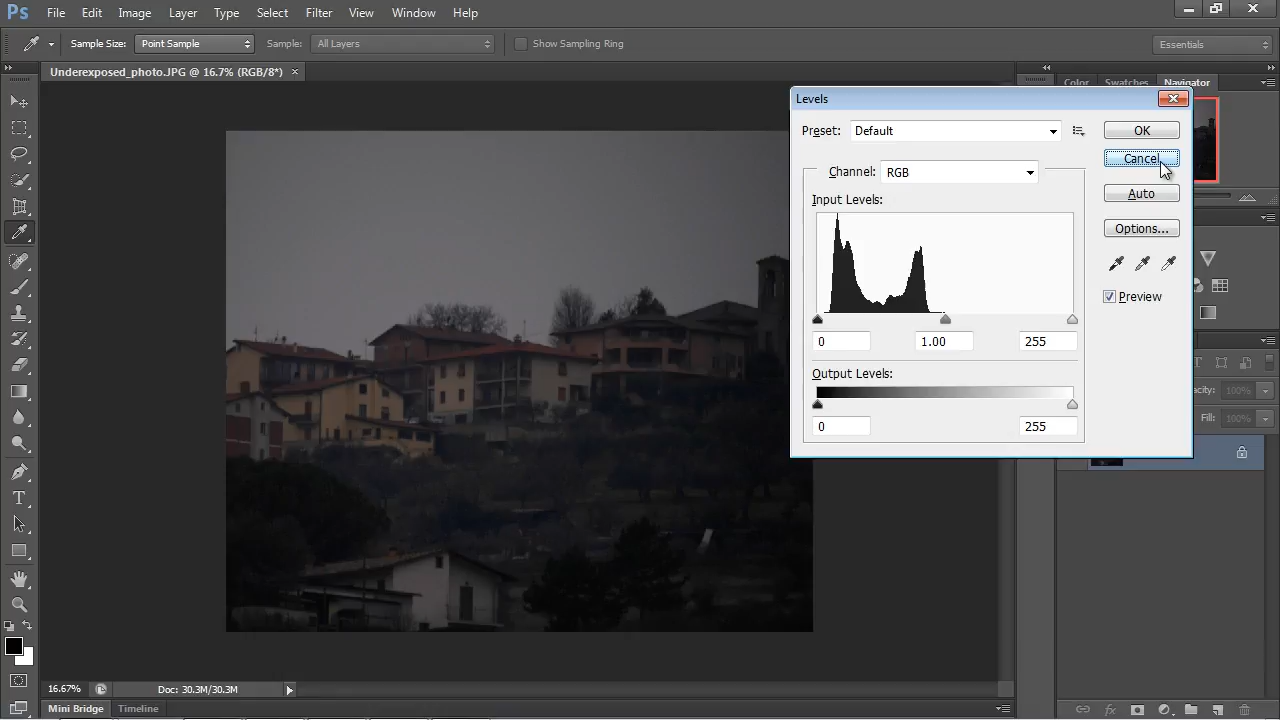 Ps File Edit Image Layer Type Select Filter View Window Help
Sample Size: Point Sample Sample: All Layers Show Sampling Ring Essentials
Underexposed_photo.JPG @ 16.7% (RGB/8*) ×
Color Swatches Navigator
Levels
Preset: Default OK
Cancel
Channel: RGB
Auto
Input Levels:
Options...
Preview
0 1.00 255
Output Levels:
0 255
100%
Fill: 100%
16.67% Doc: 30.3M/30.3M
Mini Bridge Timeline